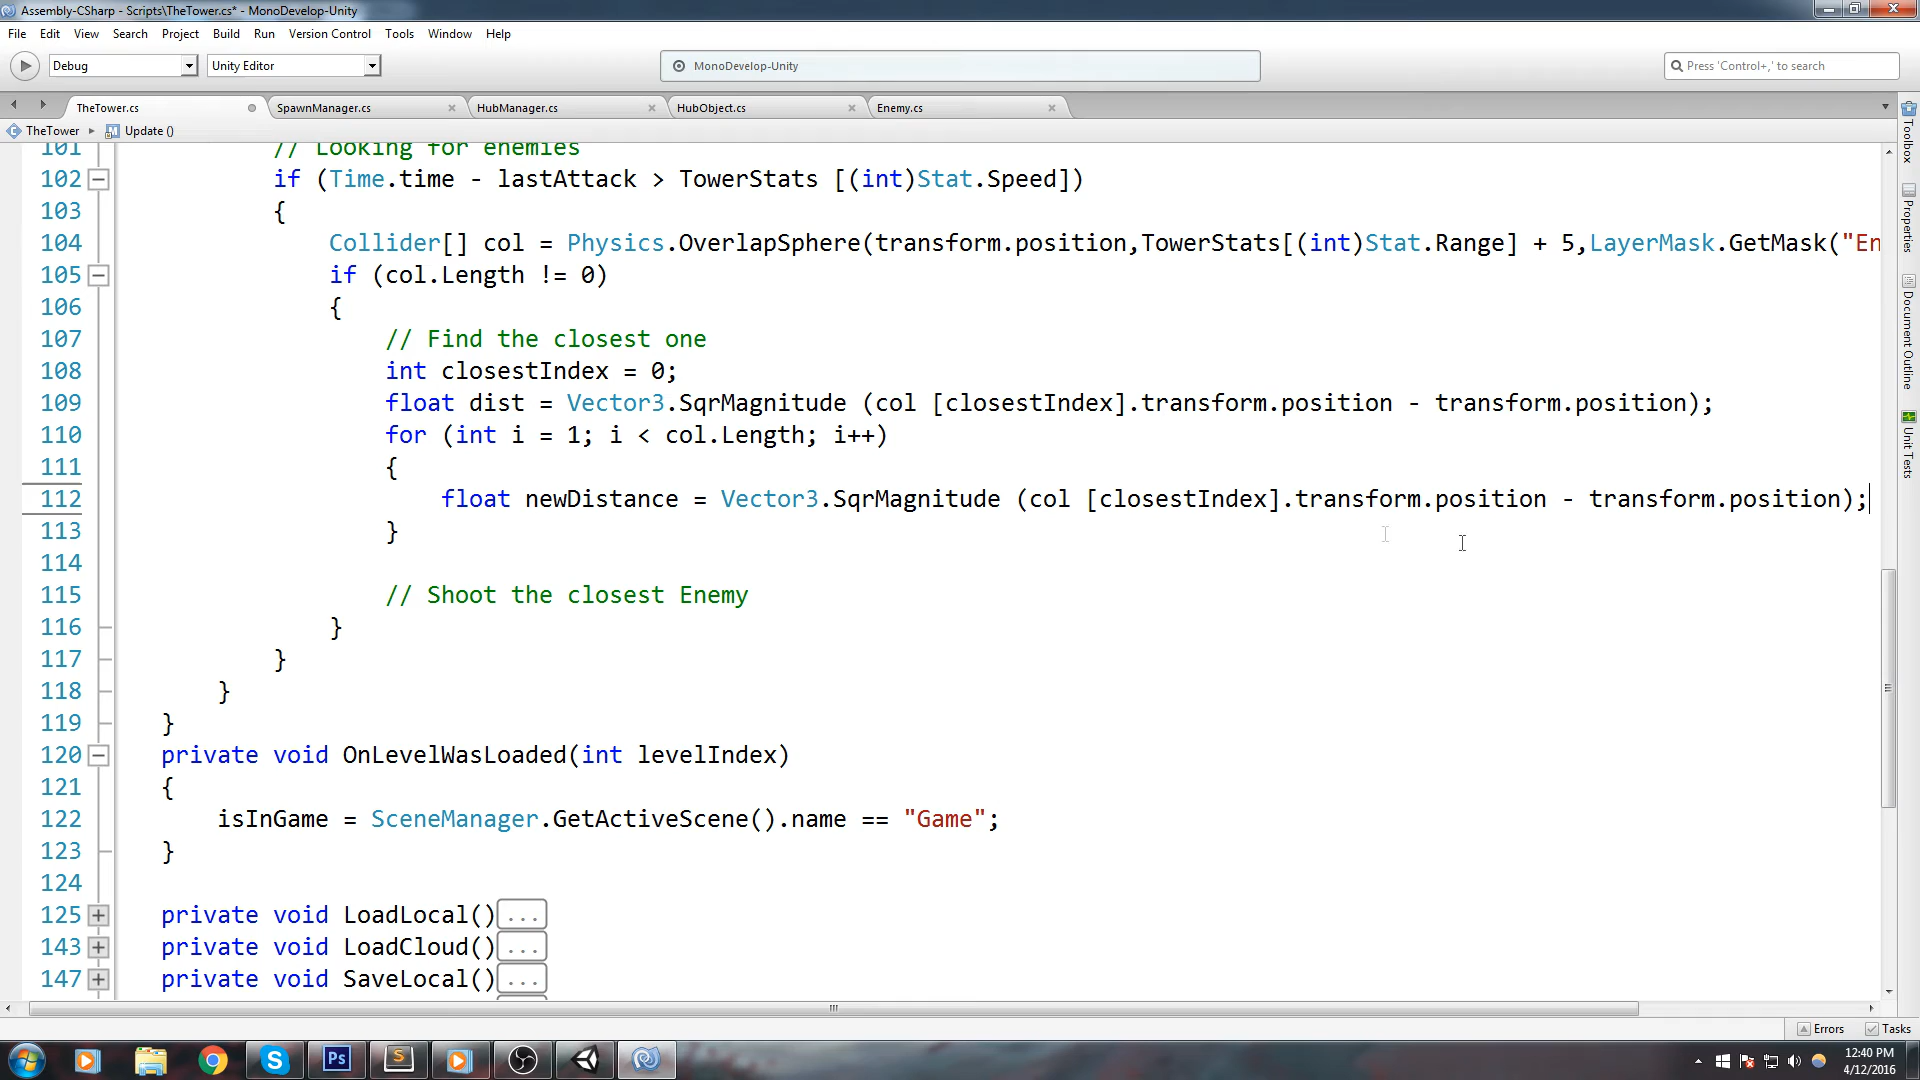 Assembly-CSharp - Scripts\TheTower.cs* - MonoDevelop-Unity
File Edit View Search Project Build Run Version Control Tools Window Help
Debug Unity Editor MonoDevelop-Unity Press 'Control+,' to search
TheTower.cs SpawnManager.cs HubManager.cs HubObject.cs Enemy.cs
TheTower Update ()
101 // Looking for enemies
102 if (Time.time - lastAttack > TowerStats [(int)Stat.Speed])
103 {
104 Collider[] col = Physics.OverlapSphere(transform.position,TowerStats[(int)Stat.Range] + 5,LayerMask.GetMask("En
105 if (col.Length != 0)
106 {
107 // Find the closest one
108 int closestIndex = 0;
109 float dist = Vector3.SqrMagnitude (col [closestIndex].transform.position - transform.position);
110 for (int i = 1; i < col.Length; i++)
111 {
112 float newDistance = Vector3.SqrMagnitude (col [closestIndex].transform.position - transform.position);
113 }
114
115 // Shoot the closest Enemy
116 }
117 }
118 }
119 }
120 private void OnLevelWasLoaded(int levelIndex)
121 {
122 isInGame = SceneManager.GetActiveScene().name == "Game";
123 }
124
125 private void LoadLocal()...
143 private void LoadCloud()...
147 private void SaveLocal()...
Toolbox
Properties
Document Outline
Unit Tests
Errors Tasks
Ps
S
12:40 PM
4/12/2016